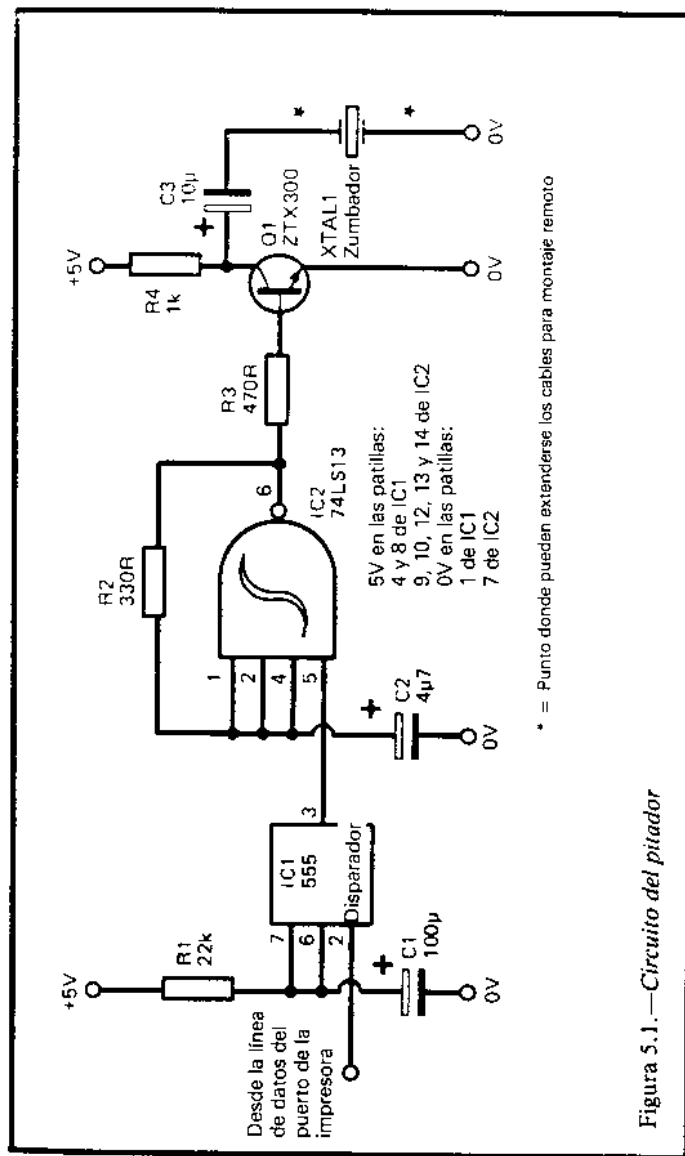 +5V
R1
22k
Desde la línea
de datos del
puerto de la
impresora
7
6
2
IC1
555
Disparador
3
+
C1
100µ
0V
R2
330R
1
2
4
5
6
IC2
74LS13
+
C2
4µ7
0V
R3
470R
5V en las patillas:
4 y 8 de IC1
9, 10, 12, 13 y 14 de IC2
0V en las patillas:
1 de IC1
7 de IC2
+5V
R4
1k
C3
10µ
+
Q1
ZTX300
XTAL1
Zumbador
*
*
0V
0V
* = Punto donde puedan extenderse los cables para montaje remoto
Figura 5.1.—Circuito del pitador